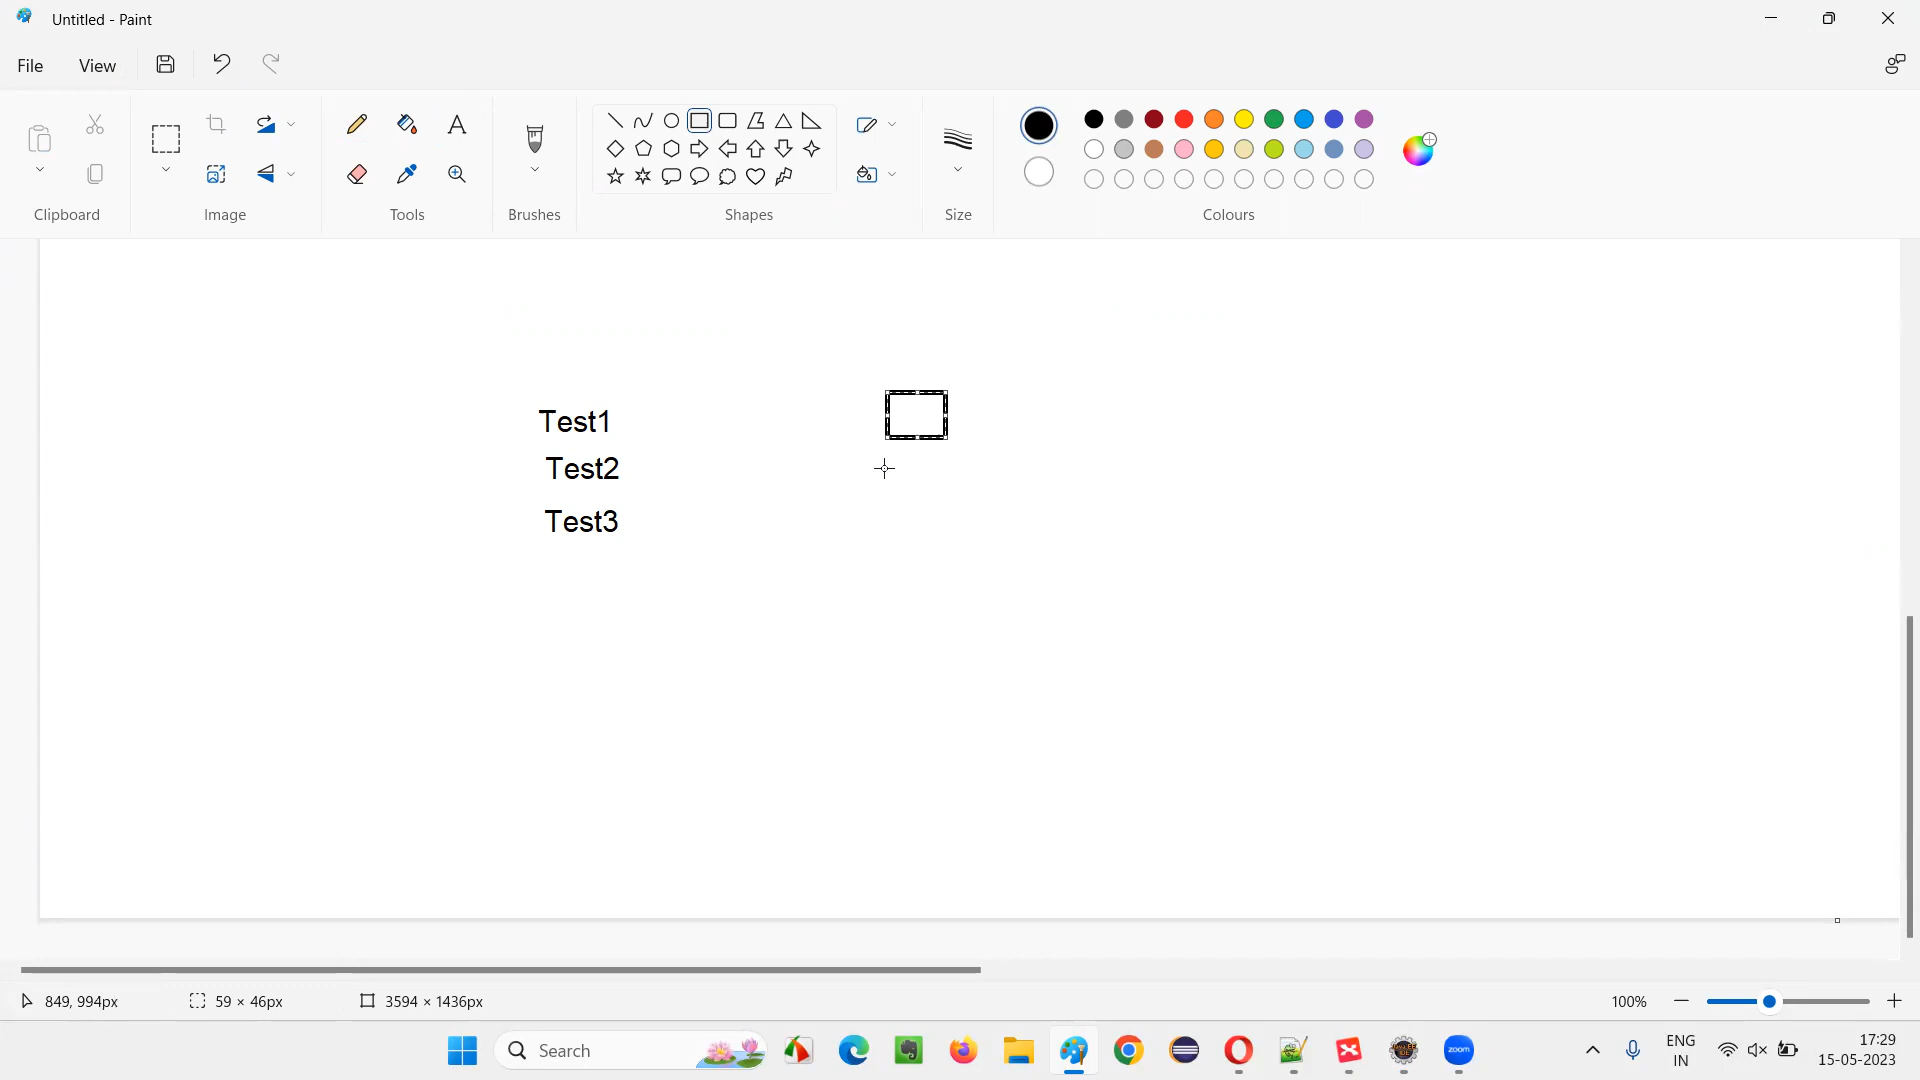 Untitled - Paint
File View
Clipboard Image Tools Brushes Shapes Size Colours
Test1
Test2
Test3
849, 994px 59 × 46px 3594 × 1436px 100%
Search zoom ENG IN 17:29 15-05-2023